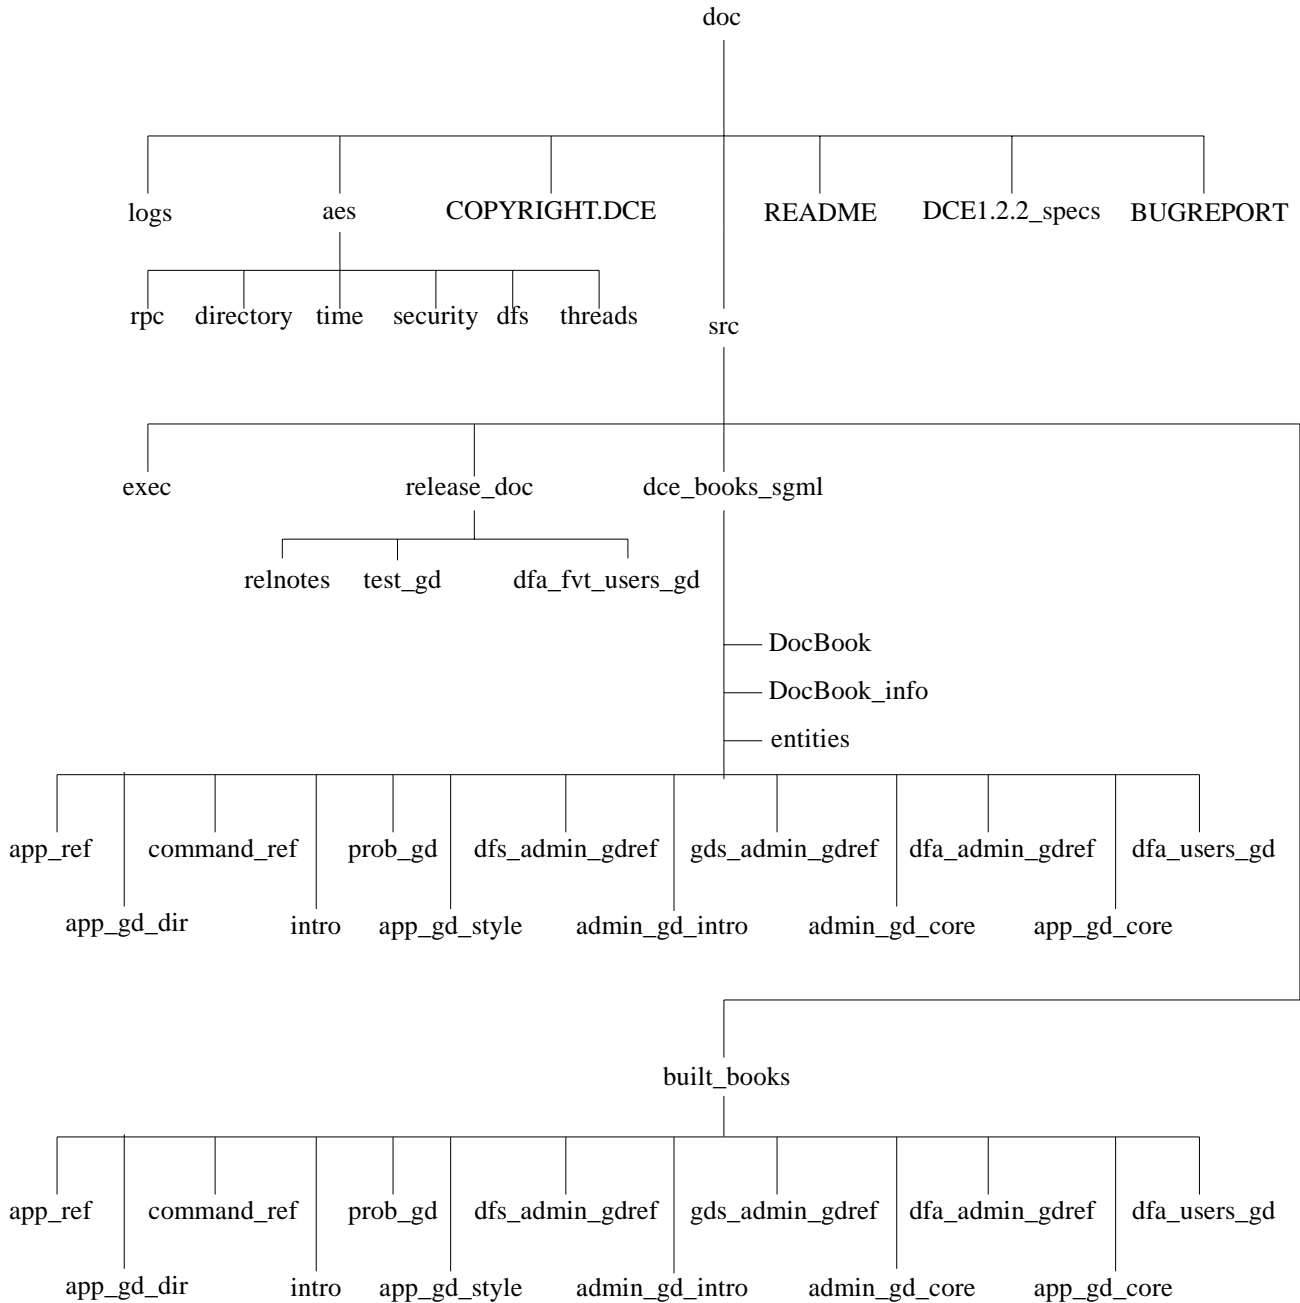 doc
logs aes COPYRIGHT.DCE README DCE1.2.2_specs BUGREPORT
rpc directory time security dfs threads
src
exec release_doc dce_books_sgml
relnotes test_gd dfa_fvt_users_gd
DocBook
DocBook_info
entities
app_ref command_ref prob_gd dfs_admin_gdref gds_admin_gdref dfa_admin_gdref dfa_users_gd
app_gd_dir intro app_gd_style admin_gd_intro admin_gd_core app_gd_core
built_books
app_ref command_ref prob_gd dfs_admin_gdref gds_admin_gdref dfa_admin_gdref dfa_users_gd
app_gd_dir intro app_gd_style admin_gd_intro admin_gd_core app_gd_core